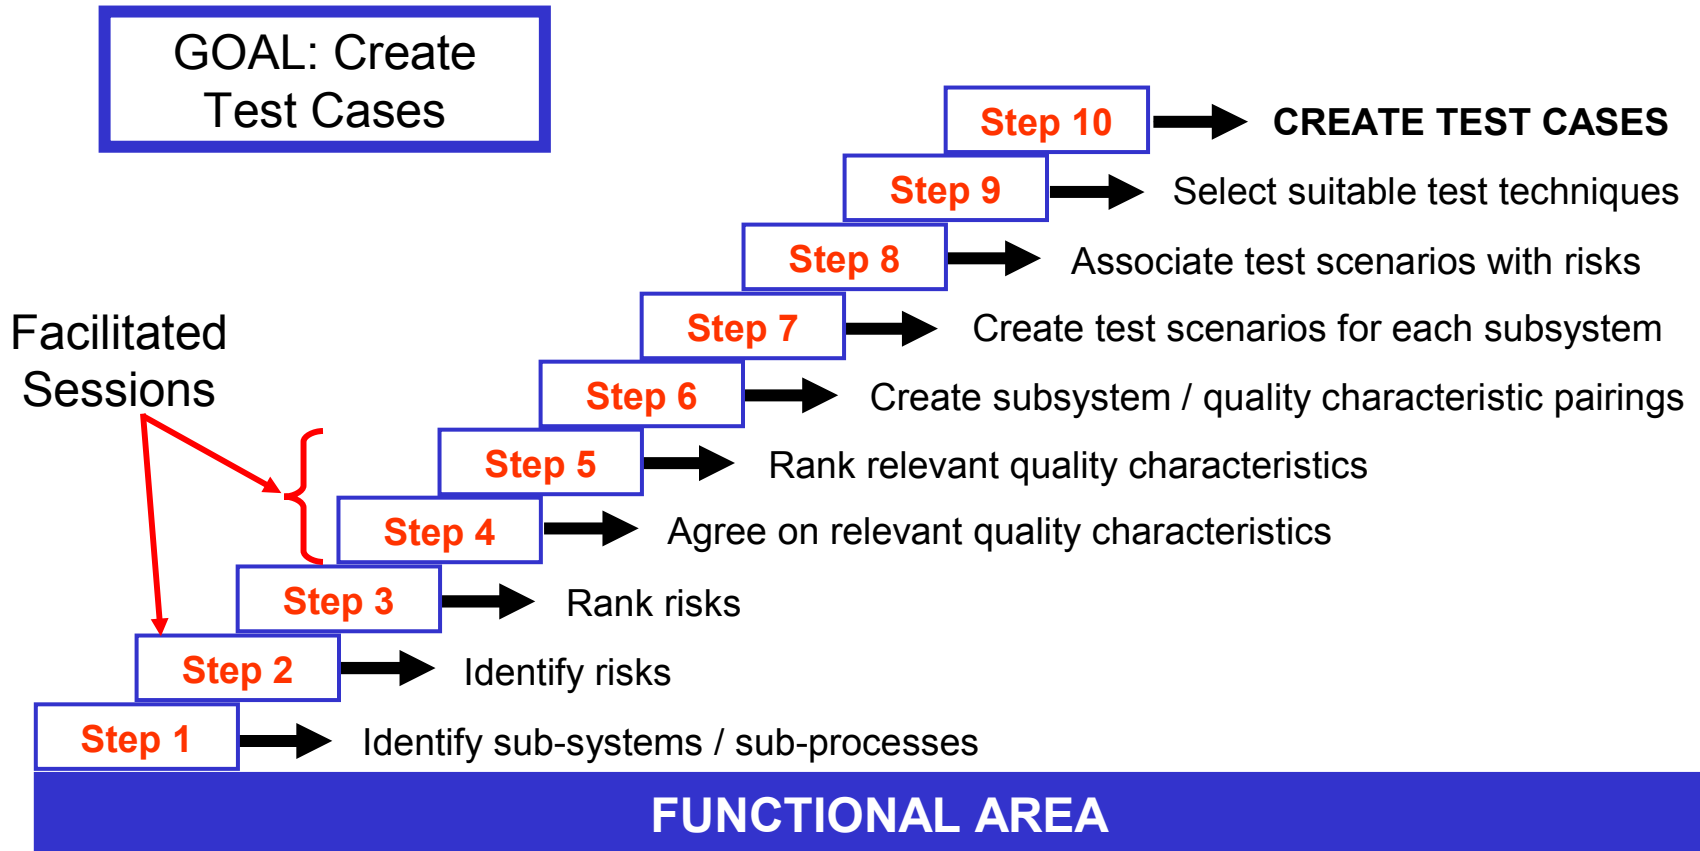 GOAL: Create
Test Cases
Step 10
CREATE TEST CASES
Step 9
Select suitable test techniques
Step 8
Associate test scenarios with risks
Step 7
Create test scenarios for each subsystem
Facilitated
Sessions
Step 6
Create subsystem / quality characteristic pairings
Step 5
Rank relevant quality characteristics
Step 4
Agree on relevant quality characteristics
Step 3
Rank risks
Step 2
Identify risks
Step 1
Identify sub-systems / sub-processes
FUNCTIONAL AREA